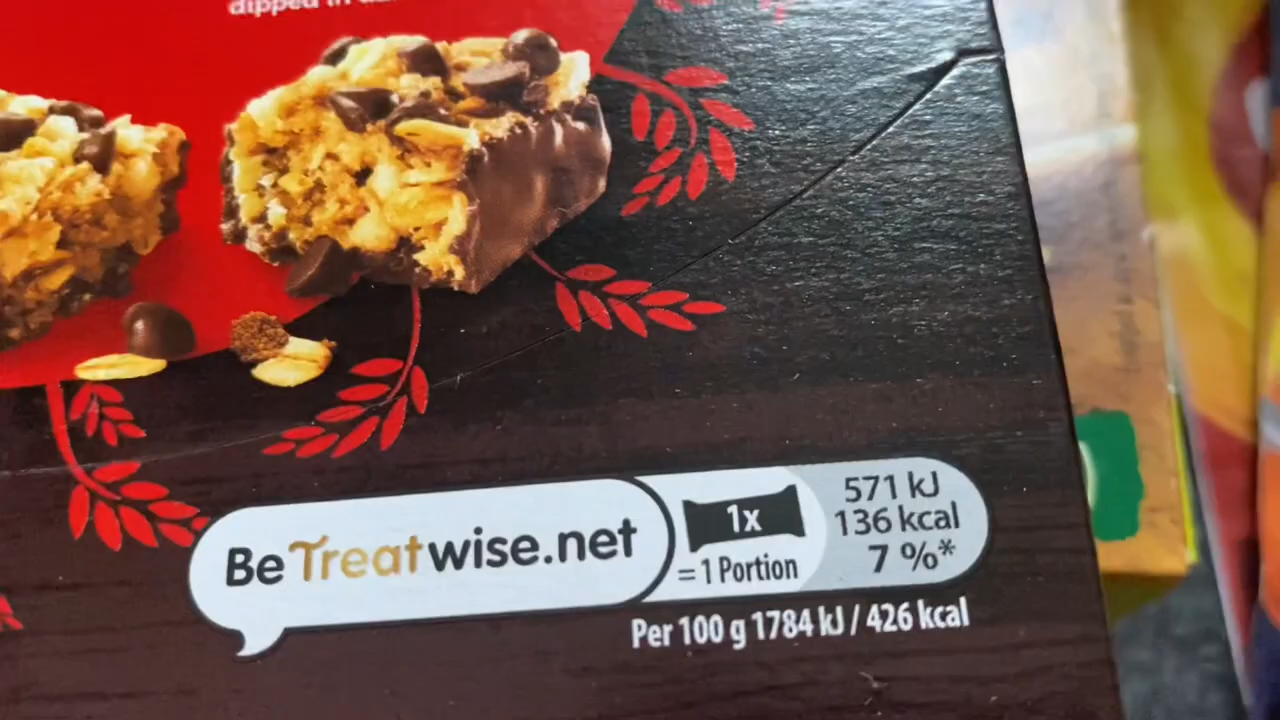 dipped in
BeTreatwise.net
1x
= 1 Portion
571 kJ
136 kcal
7 %*
Per 100 g 1784 kJ / 426 kcal